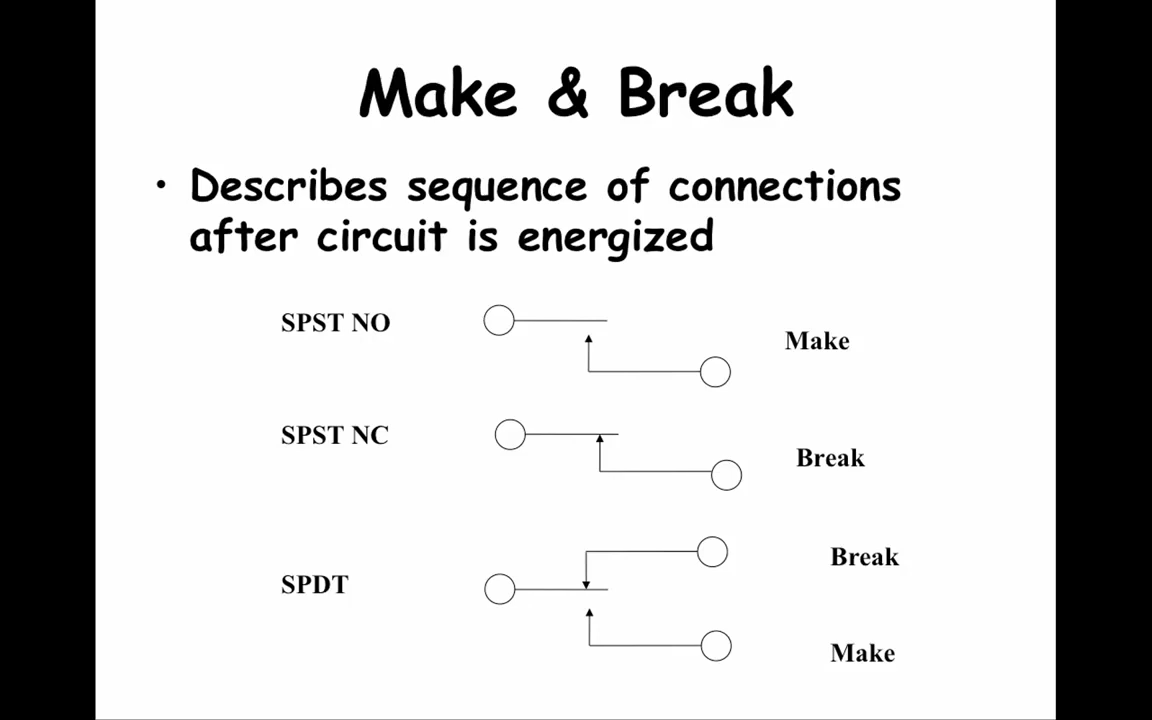 Make & Break
• Describes sequence of connections
after circuit is energized
SPST NO
Make
SPST NC
Break
Break
SPDT
Make